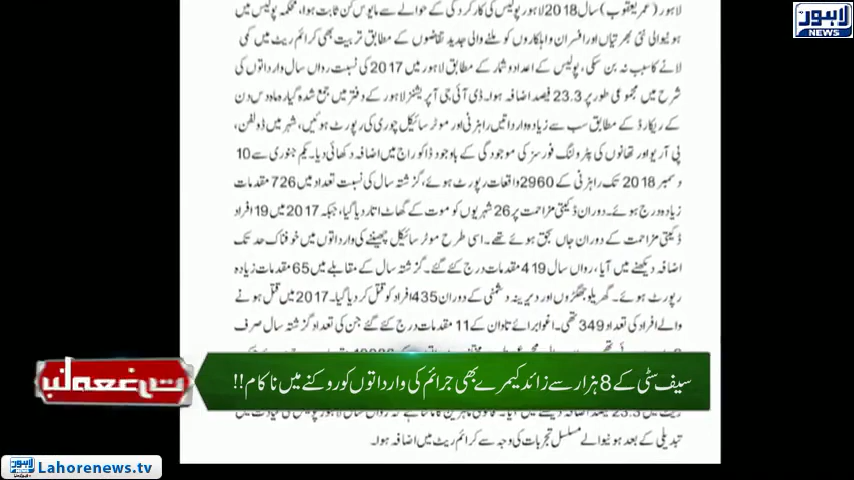 لاہور (عمر یعقوب) سال 2018 لاہور پولیس کی کارکردگی کے حوالے سے مایوس کن ثابت ہوا، محکمہ پولیس میں
ہونیوالی نئی بھرتیاں اور افسران و اہلکاروں کو ملنے والی جدید تقاضوں کے مطابق تربیت بھی کرائم ریٹ میں کمی
لانے کا سبب نہ بن سکی، پولیس کے اعداد و شمار کے مطابق لاہور میں 2017 کی نسبت رواں سال وارداتوں کی
شرح میں مجموعی طور پر 23.3 فیصد اضافہ ہوا۔ ڈی آئی جی آپریشنز لاہور کے دفتر میں جمع شدہ گیارہ ماہ دس دن
کے ریکارڈ کے مطابق سب سے زیادہ وارداتیں راہزنی اور موٹر سائیکل چوری کی رپورٹ ہوئیں، شہر میں ڈولفن،
پی آر یو اور تھانوں کی پٹرولنگ فورسز کی موجودگی کے باوجود ڈاکو راج میں اضافہ دکھائی دیا۔ یکم جنوری سے 10
دسمبر 2018 تک راہزنی کے 2960 واقعات رپورٹ ہوئے، گزشتہ سال کی نسبت تعداد میں 726 مقدمات
زیادہ درج ہوئے۔ دوران ڈکیتی مزاحمت پر 26 شہریوں کو موت کے گھاٹ اتار دیا گیا، جبکہ 2017 میں 19 افراد
ڈکیتی مزاحمت کے دوران جاں بحق ہوئے تھے۔ اسی طرح موٹر سائیکل چھیننے کی وارداتوں میں خوفناک حد تک
اضافہ دیکھنے میں آیا، رواں سال 419 مقدمات درج کئے گئے۔ گزشتہ سال کے مقابلے میں 65 مقدمات زیادہ
رپورٹ ہوئے۔ گھریلو جھگڑوں اور دیرینہ دشمنی کے دوران 435 افراد کو قتل کر دیا گیا۔ 2017 میں قتل ہونے
والے افراد کی تعداد 349 تھی۔ اغوا برائے تاوان کے 11 مقدمات درج کئے گئے جن کی تعداد گزشتہ سال صرف
سیف سٹی کے 8 ہزار سے زائد کیمرے بھی جرائم کی وارداتوں کو روکنے میں ناکام!!
ریٹ میں 23.3 فیصد اضافہ دیکھنے میں آیا۔
تبدیلی کے بعد ہونیوالے مسلسل تجربات کی وجہ سے کرائم ریٹ میں اضافہ ہوا۔
لاہور
NEWS
Lahorenews.tv